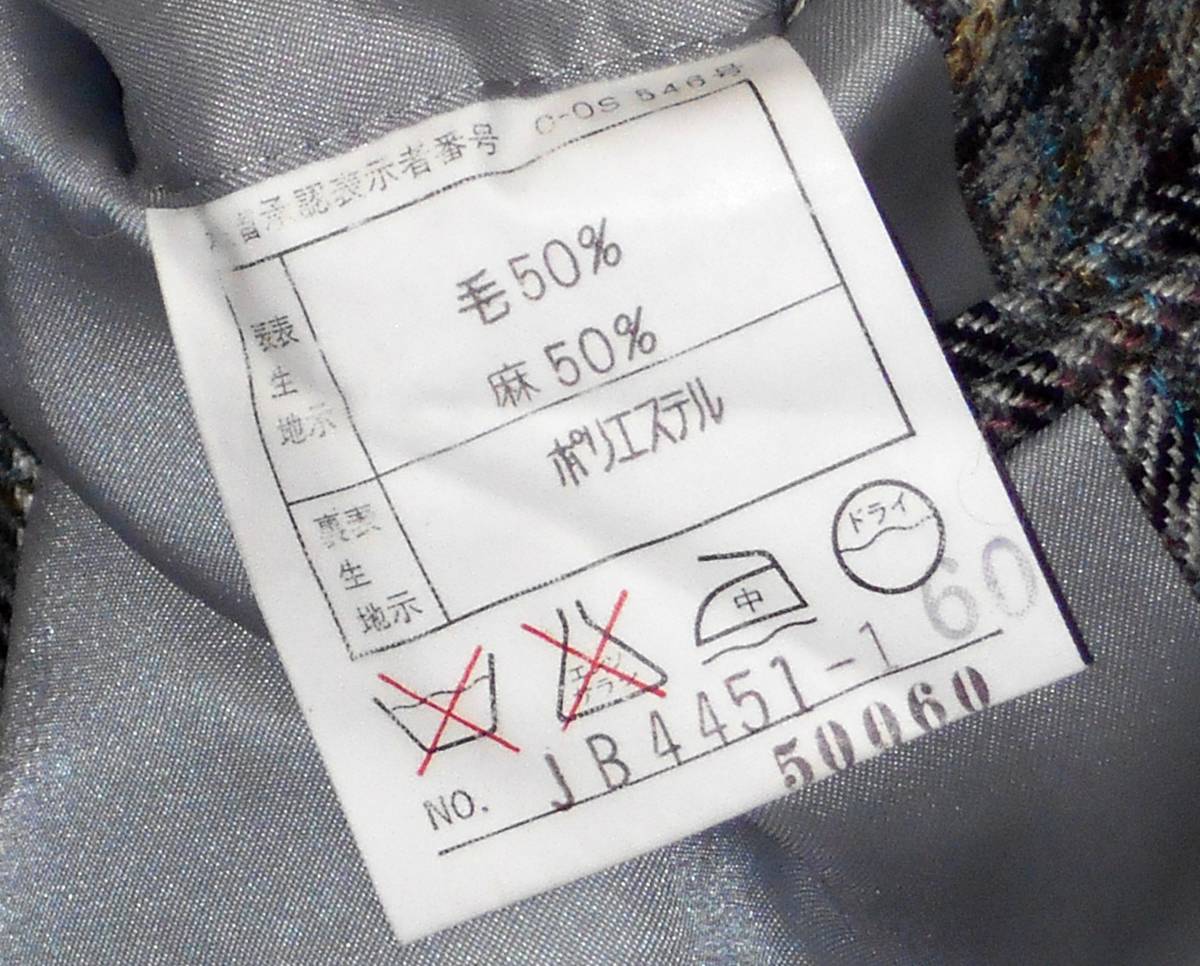 承認表示者番号 C-OS 546号
表表
生
地示
毛50%
麻50%
裏表
生
地示
ポリエステル
中
ドライ
60
NO. JB4451-1
50060